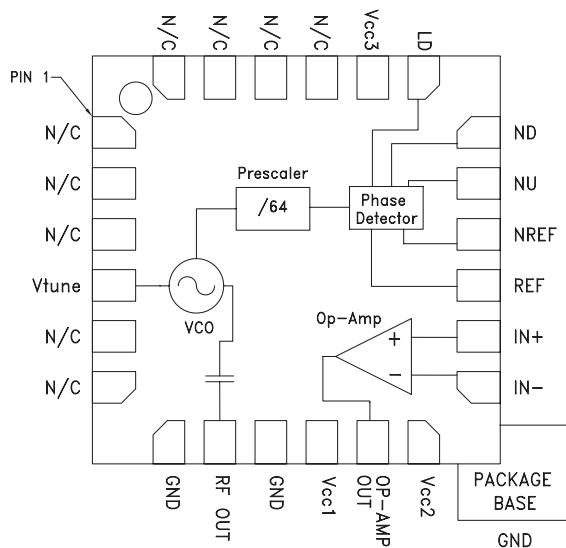 N/C
N/C
N/C
N/C
Vcc3
LD
PIN 1
N/C
N/C
N/C
Vtune
N/C
N/C
ND
NU
NREF
REF
IN+
IN-
Prescaler
/64
Phase
Detector
VCO
Op-Amp
+
-
GND
RF OUT
GND
Vcc1
OP-AMP
OUT
Vcc2
PACKAGE
BASE
GND